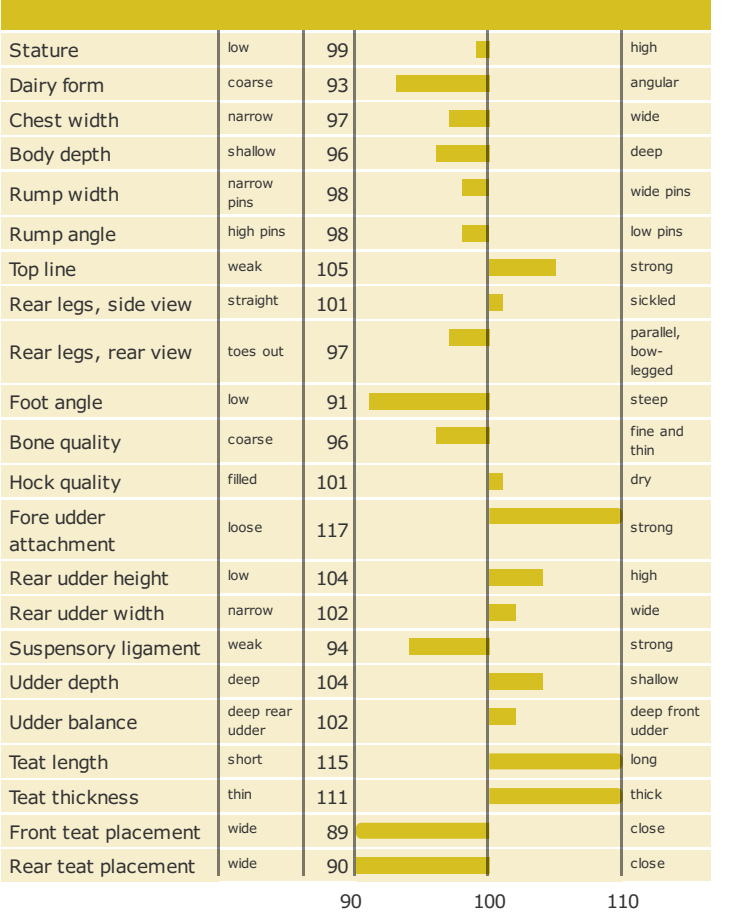 Stature low 99 high
Dairy form coarse 93 angular
Chest width narrow 97 wide
Body depth shallow 96 deep
Rump width narrow pins 98 wide pins
Rump angle high pins 98 low pins
Top line weak 105 strong
Rear legs, side view straight 101 sickled
Rear legs, rear view toes out 97 parallel, bow-legged
Foot angle low 91 steep
Bone quality coarse 96 fine and thin
Hock quality filled 101 dry
Fore udder attachment loose 117 strong
Rear udder height low 104 high
Rear udder width narrow 102 wide
Suspensory ligament weak 94 strong
Udder depth deep 104 shallow
Udder balance deep rear udder 102 deep front udder
Teat length short 115 long
Teat thickness thin 111 thick
Front teat placement wide 89 close
Rear teat placement wide 90 close
90 100 110